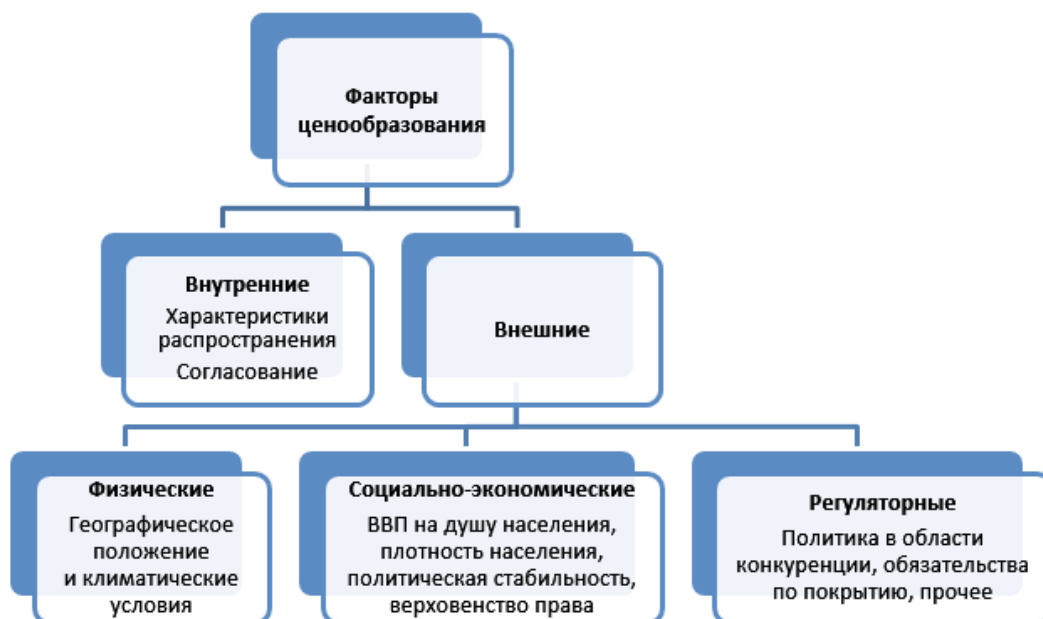 Факторы
ценообразования
Внутренние
Характеристики
распространения
Согласование
Внешние
Физические
Географическое
положение
и климатические
условия
Социально-экономические
ВВП на душу населения,
плотность населения,
политическая стабильность,
верховенство права
Регуляторные
Политика в области
конкуренции, обязательства
по покрытию, прочее